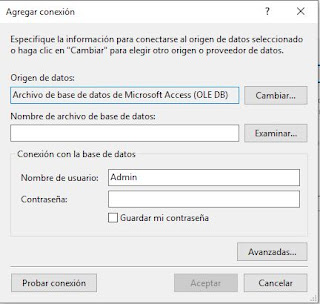 Agregar conexión
Especifique la información para conectarse al origen de datos seleccionado
o haga clic en "Cambiar" para elegir otro origen o proveedor de datos.
Origen de datos:
Archivo de base de datos de Microsoft Access (OLE DB)
Cambiar...
Nombre de archivo de base de datos:
Examinar...
Conexión con la base de datos
Nombre de usuario:
Admin
Contraseña:
Guardar mi contraseña
Avanzadas...
Probar conexión
Aceptar
Cancelar